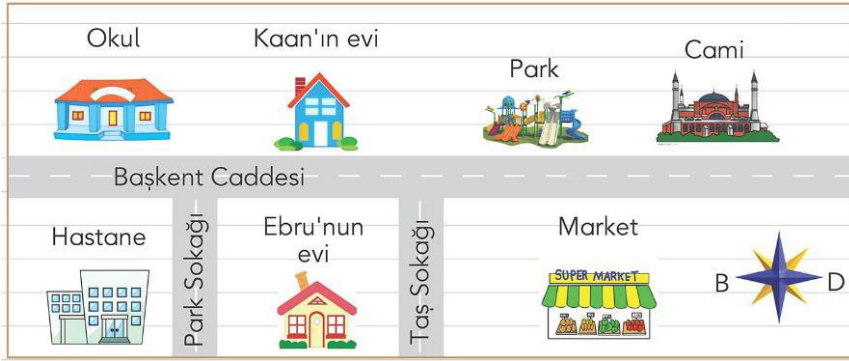 Okul
Kaan'ın evi
Park
Cami
Başkent Caddesi
Hastane
Park Sokağı
Ebru'nun
evi
Taş Sokağı
Market
SUPER MARKET
B
D